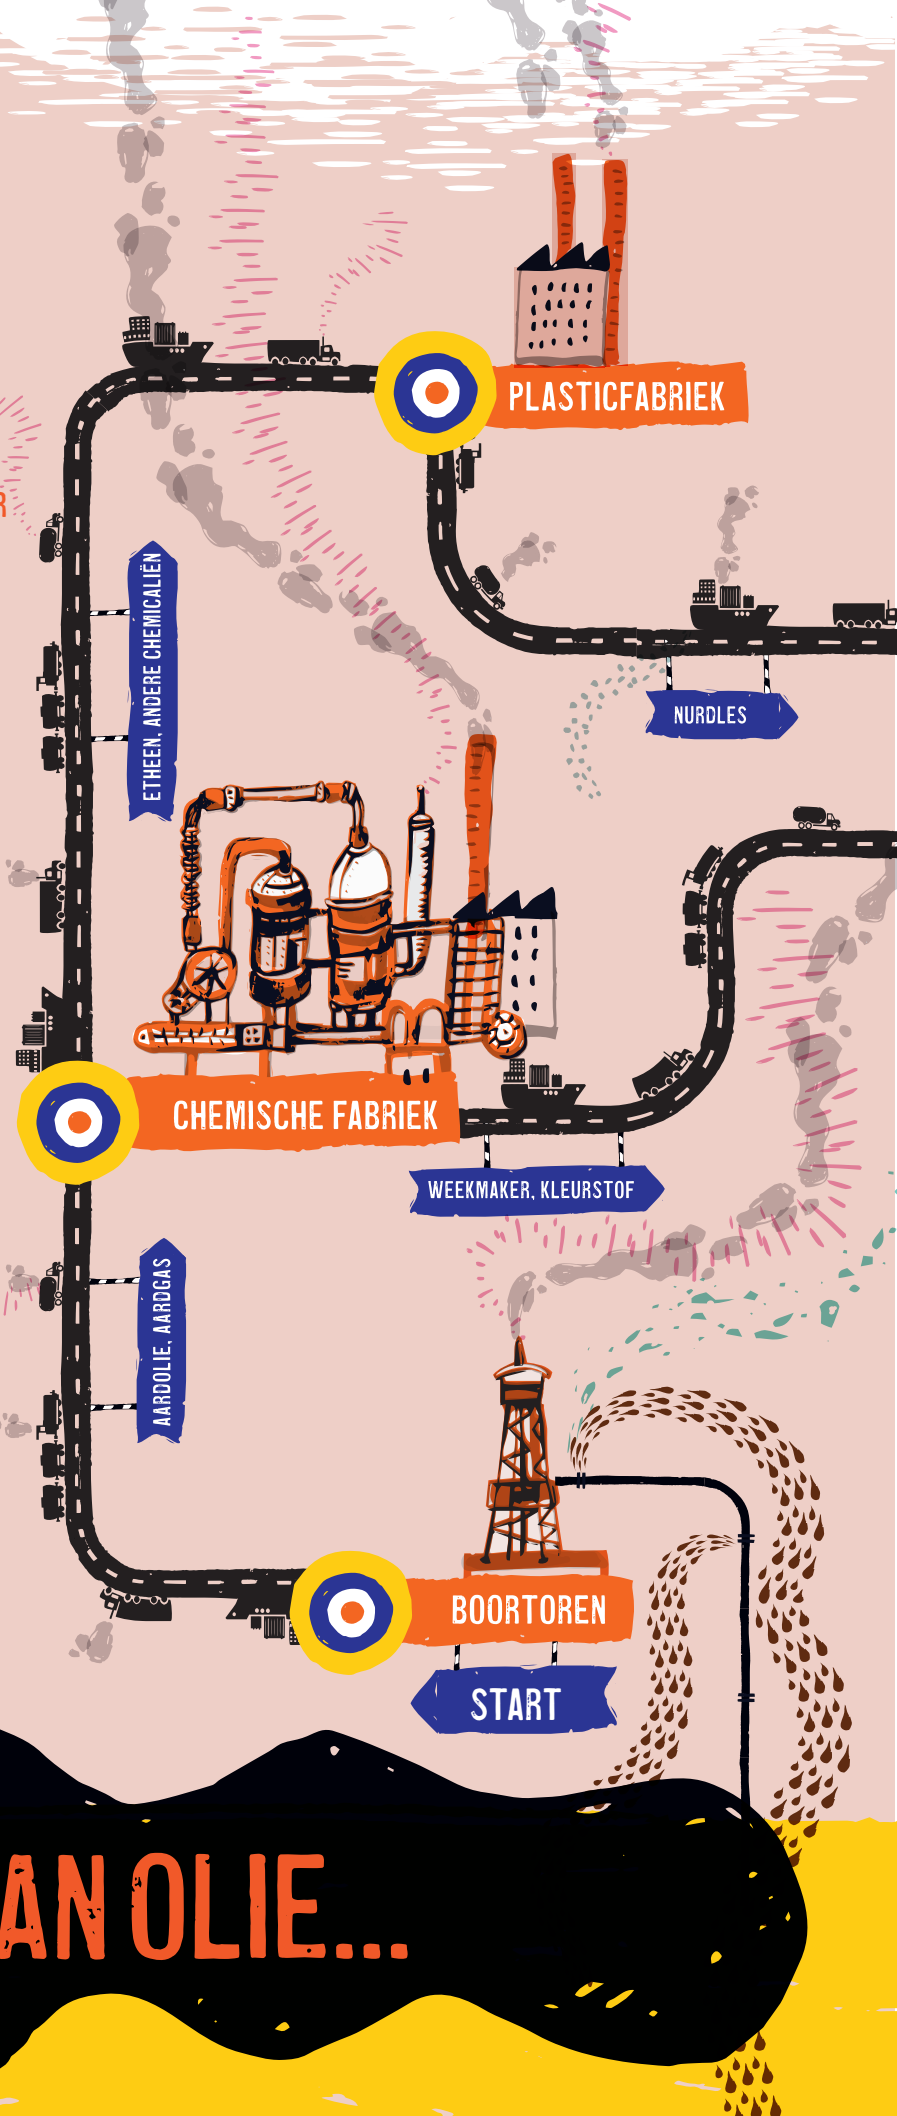 PLASTICFABRIEK
R
ETHEEN, ANDERE CHEMICALIËN
NURDLES
CHEMISCHE FABRIEK
WEEKMAKER, KLEURSTOF
AARDOLIE, AARDGAS
BOORTOREN
START
AN OLIE...